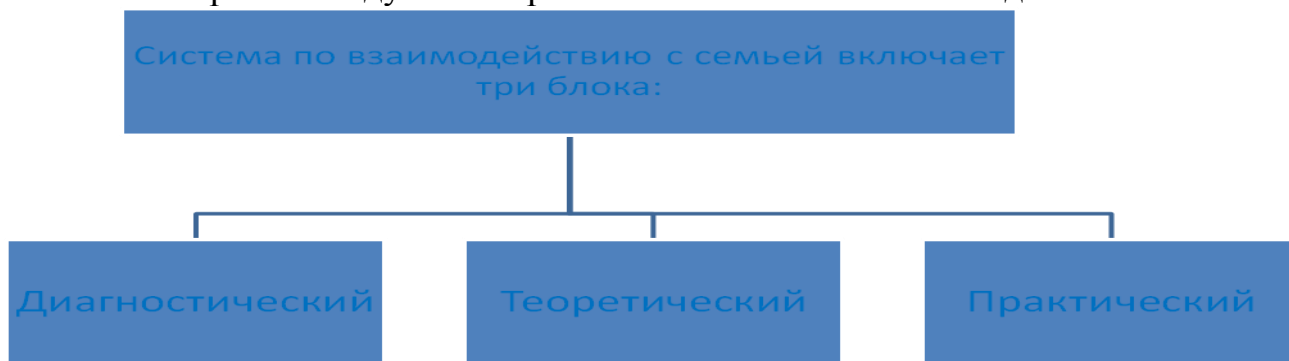 Система по взаимодействию с семьей включает
три блока:
Диагностический
Теоретический
Практический